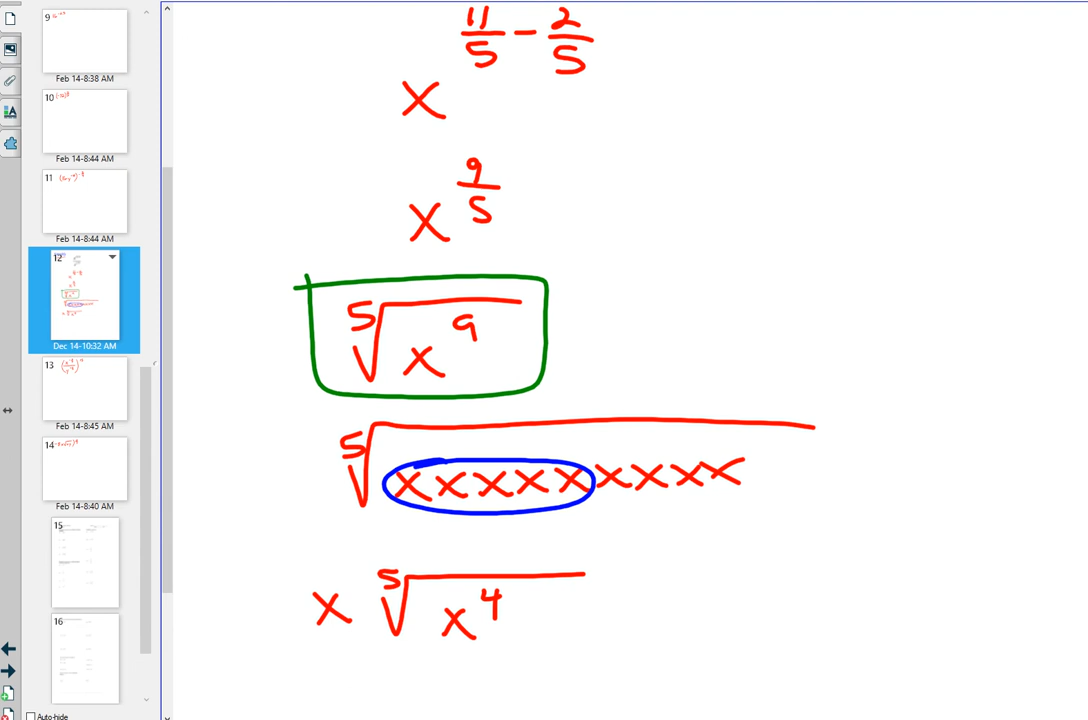 x^(11/5 - 2/5)
x^(9/5)
⁵√x⁹
⁵√xxxxxxxxx
x ⁵√x⁴
9
Feb 14-8:38 AM
10
Feb 14-8:44 AM
11
Feb 14-8:44 AM
12
Dec 14-10:32 AM
13
Feb 14-8:45 AM
14
Feb 14-8:40 AM
15
16
Auto-hide